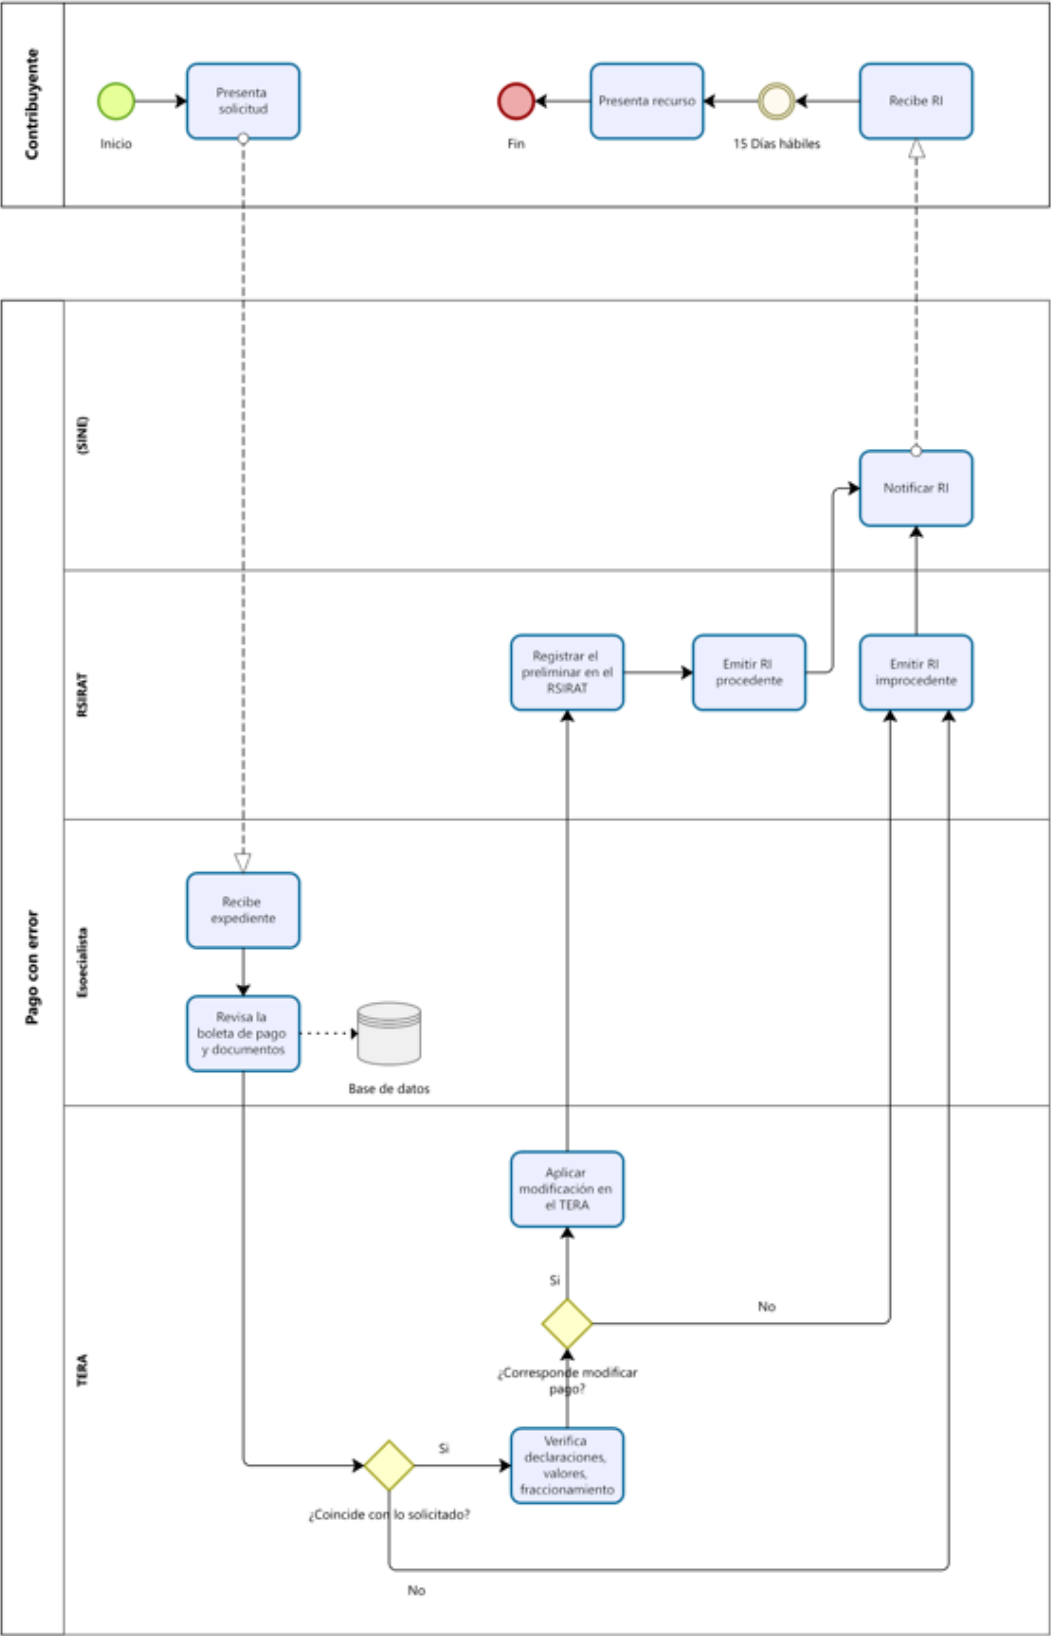 Contribuyente
Inicio
Presenta
solicitud
Fin
Presenta recurso
15 Días hábiles
Recibe RI
Pago con error
(SINE)
Notificar RI
RSIRAT
Registrar el
preliminar en el
RSIRAT
Emitir RI
procedente
Emitir RI
improcedente
Esoecialista
Recibe
expediente
Revisa la
boleta de pago
y documentos
Base de datos
TERA
Aplicar
modificación en
el TERA
Si
No
¿Corresponde modificar
pago?
Si
Verifica
declaraciones,
valores,
fraccionamiento
¿Coincide con lo solicitado?
No